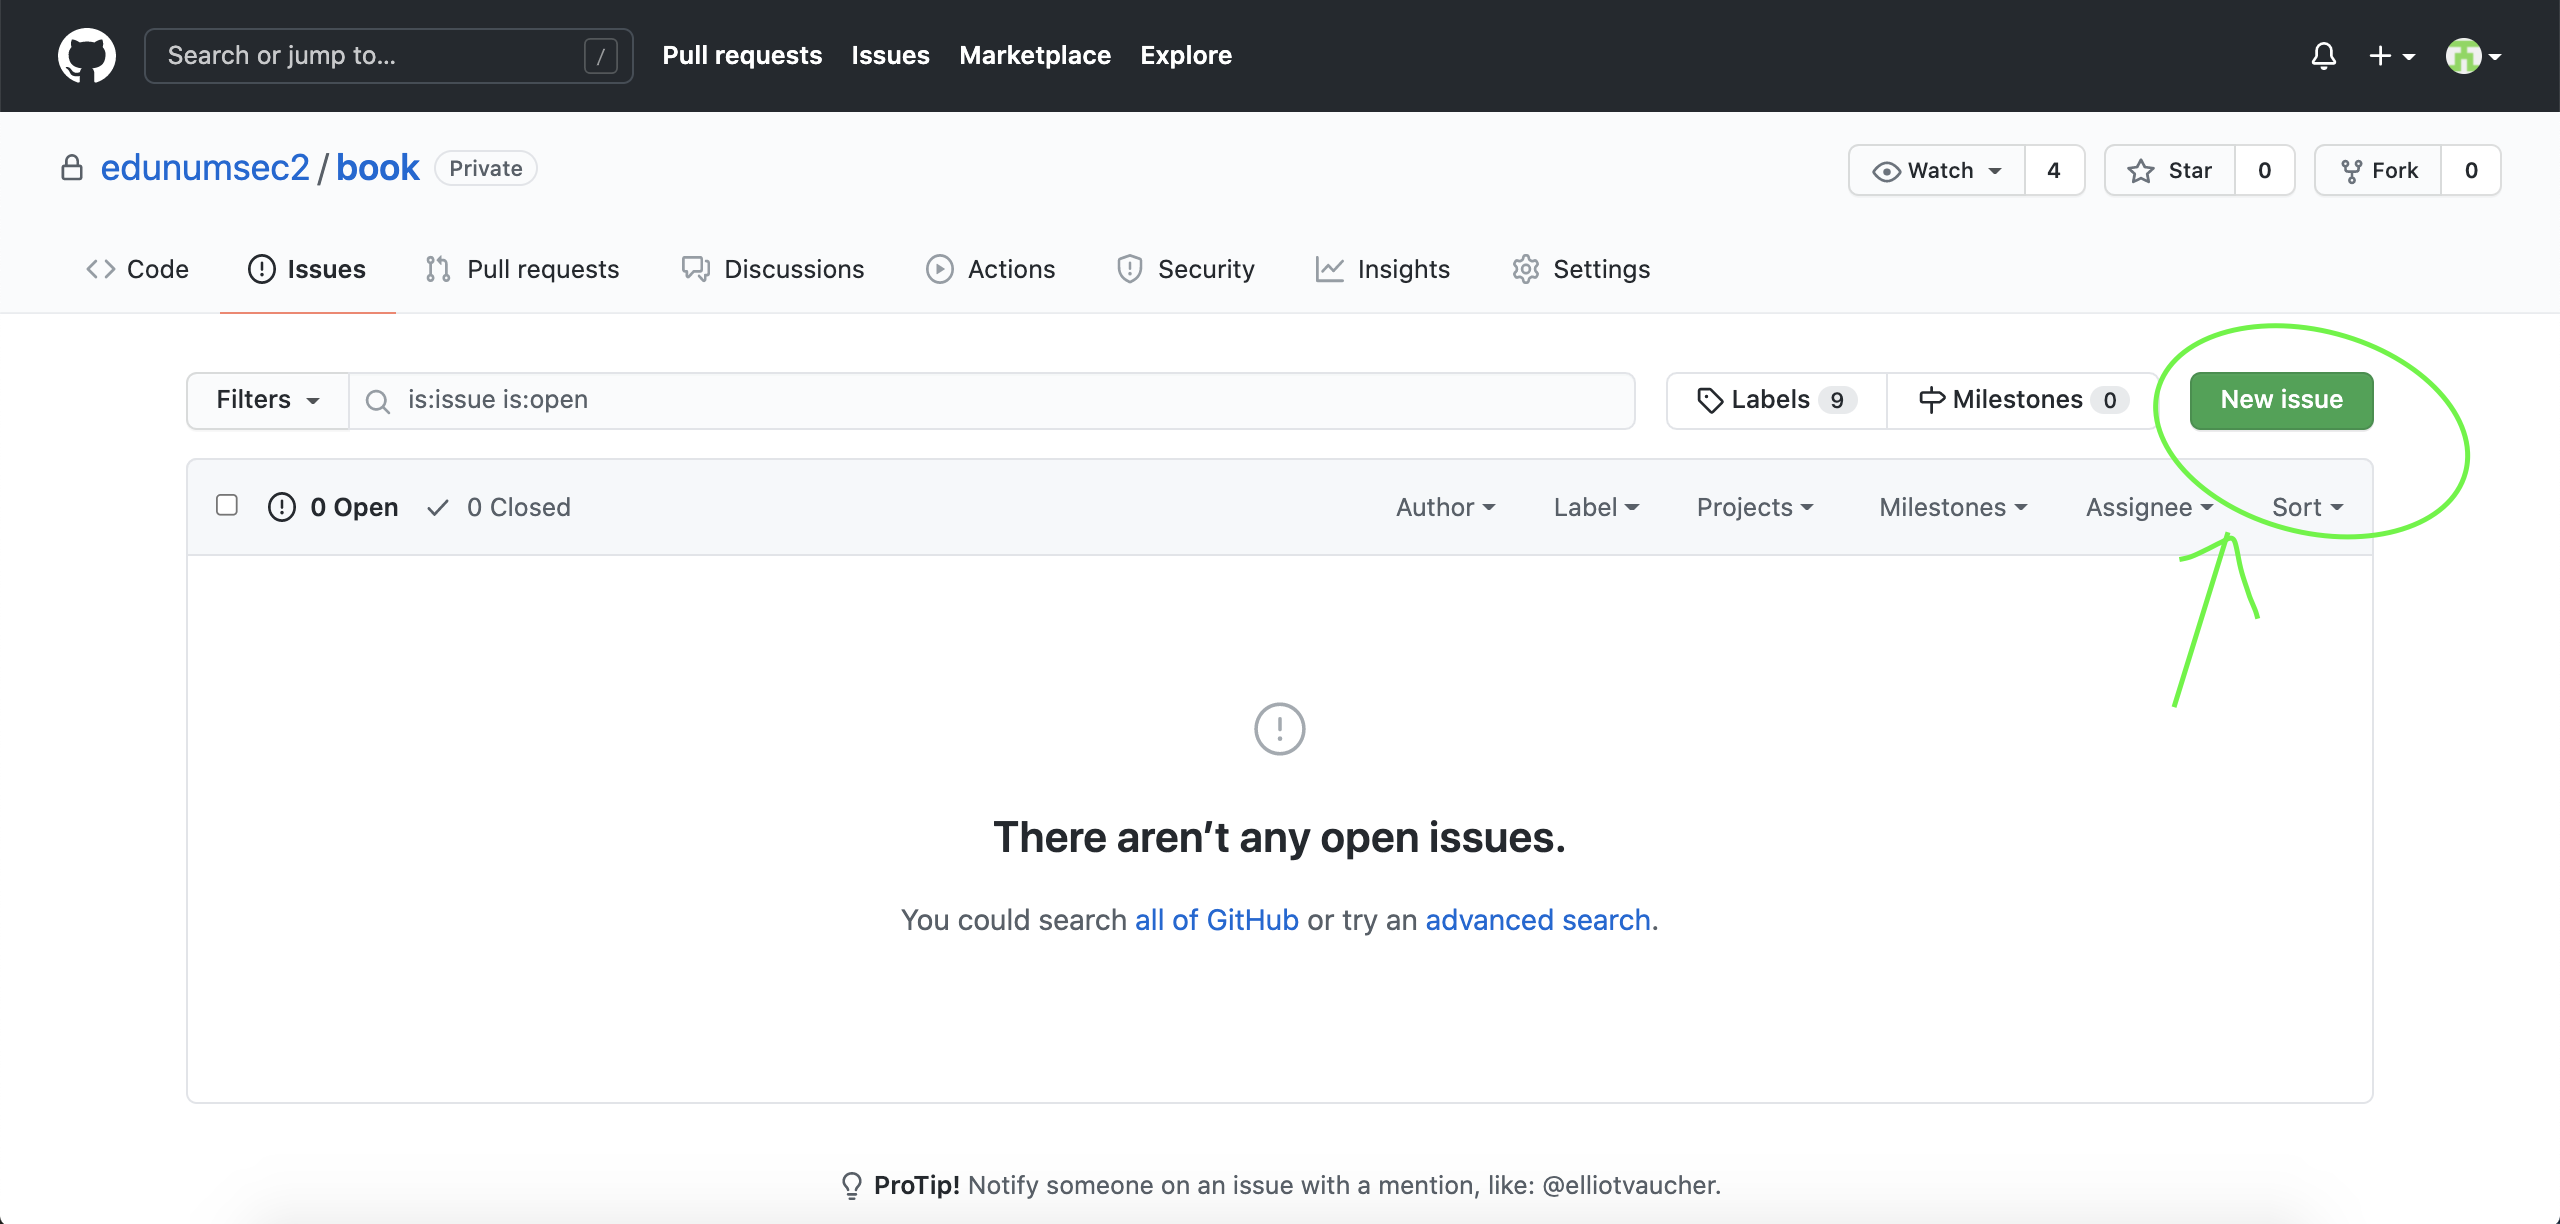 Search or jump to... / Pull requests Issues Marketplace Explore
edunumsec2 / book Private Watch 4 Star 0 Fork 0
Code Issues Pull requests Discussions Actions Security Insights Settings
Filters is:issue is:open Labels 9 Milestones 0 New issue
0 Open 0 Closed Author Label Projects Milestones Assignee Sort
There aren’t any open issues.
You could search all of GitHub or try an advanced search.
ProTip! Notify someone on an issue with a mention, like: @elliotvaucher.